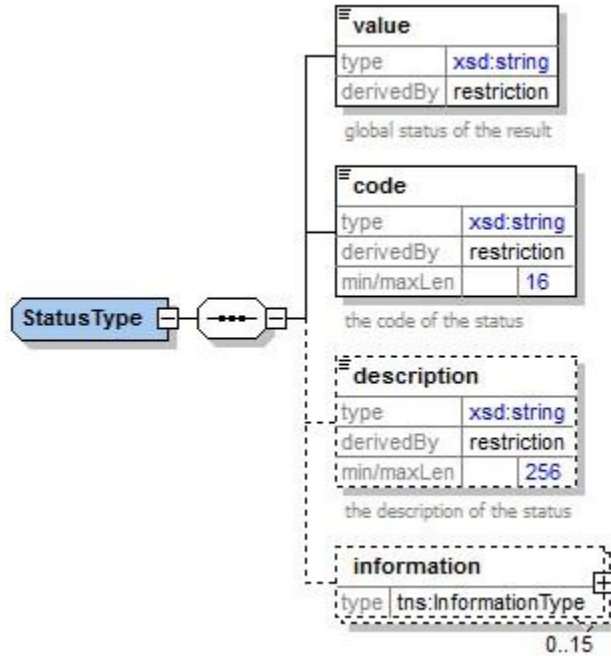 value
type xsd:string
derivedBy restriction
global status of the result
code
type xsd:string
derivedBy restriction
min/maxLen 16
the code of the status
StatusType
description
type xsd:string
derivedBy restriction
min/maxLen 256
the description of the status
information
type tns:InformationType
0..15